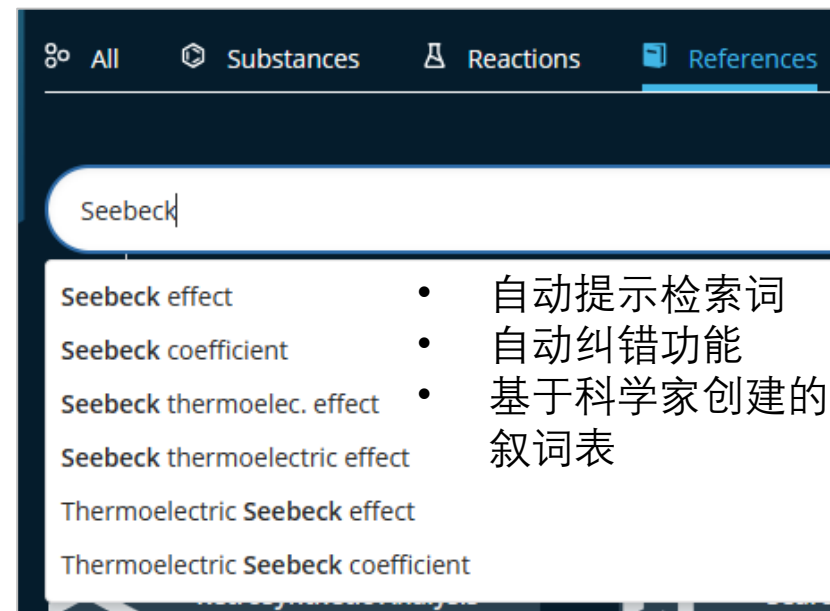 All Substances Reactions References
Seebeck
Seebeck effect
Seebeck coefficient
Seebeck thermoelec. effect
Seebeck thermoelectric effect
Thermoelectric Seebeck effect
Thermoelectric Seebeck coefficient
• 自动提示检索词
• 自动纠错功能
• 基于科学家创建的
叙词表